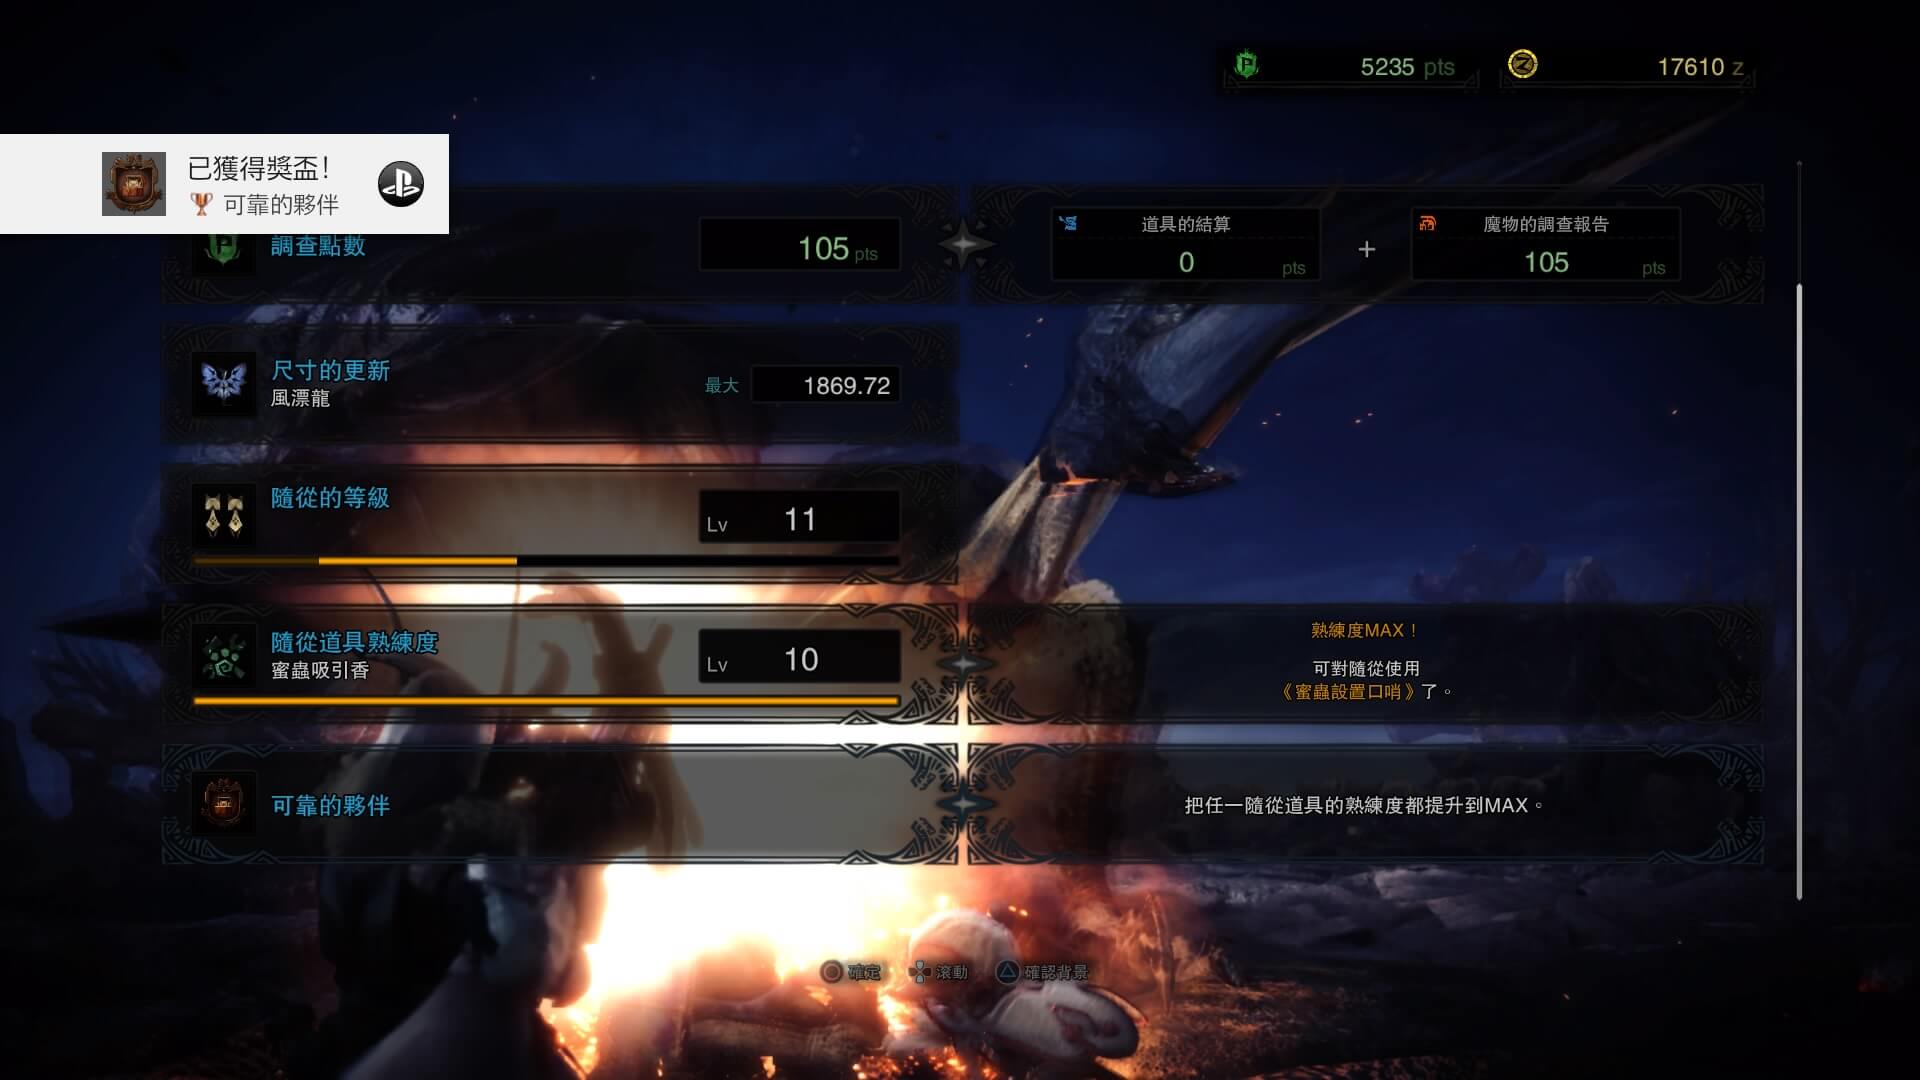 5235 pts
17610 z
已獲得獎盃!
可靠的夥伴
調查點數
105 pts
道具的結算
0 pts
+
魔物的調查報告
105 pts
尺寸的更新
風漂龍
最大 1869.72
隨從的等級
Lv 11
隨從道具熟練度
蜜蟲吸引香
Lv 10
熟練度MAX！
可對隨從使用
《蜜蟲設置口哨》了。
可靠的夥伴
把任一隨從道具的熟練度都提升到MAX。
確定 滾動 確認背景